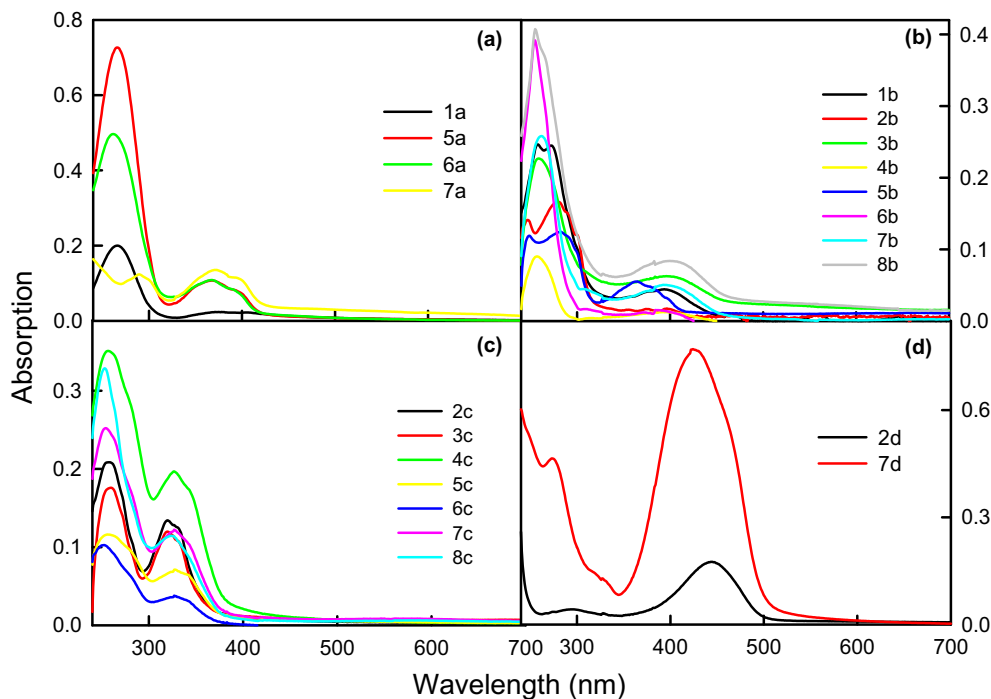 0.8
0.6
0.4
0.2
0.0
(a)
1a
5a
6a
7a
0.4
0.3
0.2
0.1
0.0
(b)
1b
2b
3b
4b
5b
6b
7b
8b
Absorption
0.3
0.2
0.1
0.0
(c)
2c
3c
4c
5c
6c
7c
8c
0.6
0.3
0.0
(d)
2d
7d
300 400 500 600 700 300 400 500 600 700
Wavelength (nm)